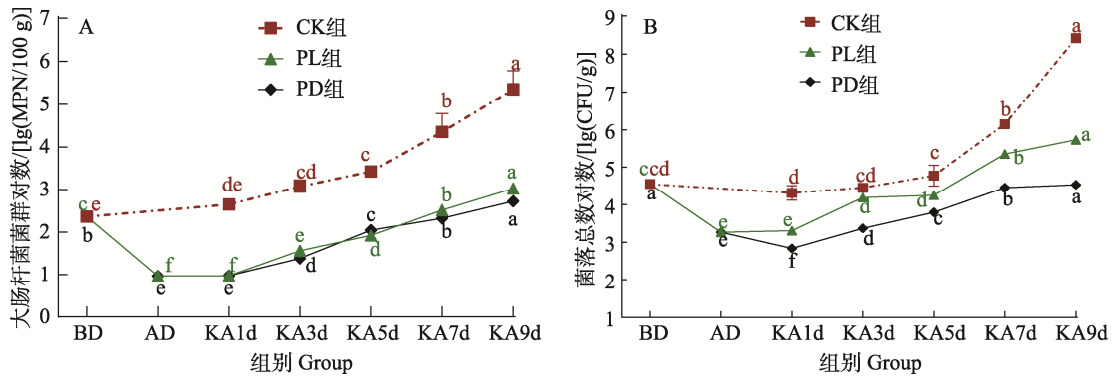 A
大肠杆菌菌群对数/[lg(MPN/100 g)]
7
6
5
4
3
2
1
0
CK组
PL组
PD组
c e
b
f
e
de
f
e
cd
e
d
c
c
d
b
b
b
a
a
a
BD AD KA1d KA3d KA5d KA7d KA9d
组别 Group
B
菌落总数对数/[lg(CFU/g)]
9
8
7
6
5
4
3
2
1
CK组
PL组
PD组
ccd
a
e
e
d
e
f
cd
d
d
c
d
c
b
b
b
a
a
a
BD AD KA1d KA3d KA5d KA7d KA9d
组别 Group